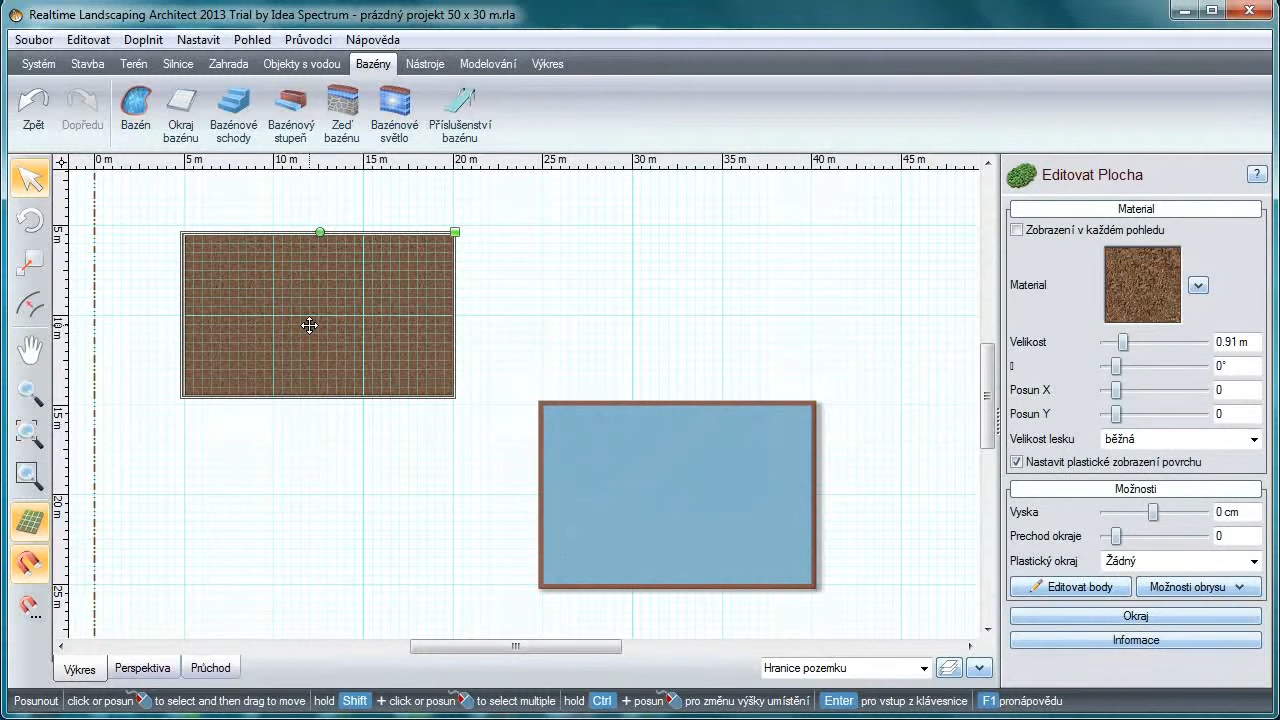 Realtime Landscaping Architect 2013 Trial by Idea Spectrum - prázdný projekt 50 x 30 m.rla
Soubor Editovat Doplnit Nastavit Pohled Průvodci Nápověda
Systém Stavba Terén Silnice Zahrada Objekty s vodou Bazény Nástroje Modelování Výkres
Zpět Dopředu Bazén Okraj bazénu Bazénové schody Bazénový stupeň Zeď bazénu Bazénové světlo Příslušenství bazénu
0 m 5 m 10 m 15 m 20 m 25 m 30 m 35 m 40 m 45 m
5 m
10 m
15 m
20 m
25 m
Editovat Plocha ?
Material
Zobrazení v každém pohledu
Material
Velikost 0.91 m
0°
Posun X 0
Posun Y 0
Velikost lesku běžná
Nastavit plastické zobrazení povrchu
Možnosti
Vyska 0 cm
Prechod okraje 0
Plastický okraj Žádný
Editovat body Možnosti obrysu
Okraj
Informace
Výkres Perspektiva Průchod Hranice pozemku
Posunout click or posun to select and then drag to move hold Shift + click or posun to select multiple hold Ctrl + posun pro změnu výšky umístění Enter pro vstup z klávesnice F1 pronápovědu